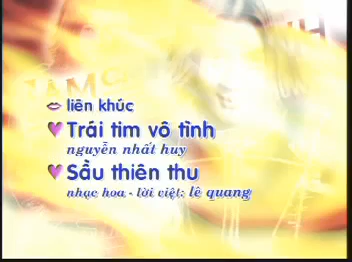 liên khúc
Trái tim vô tình
nguyễn nhất huy
Sầu thiên thu
nhạc hoa - lời việt: lê quang